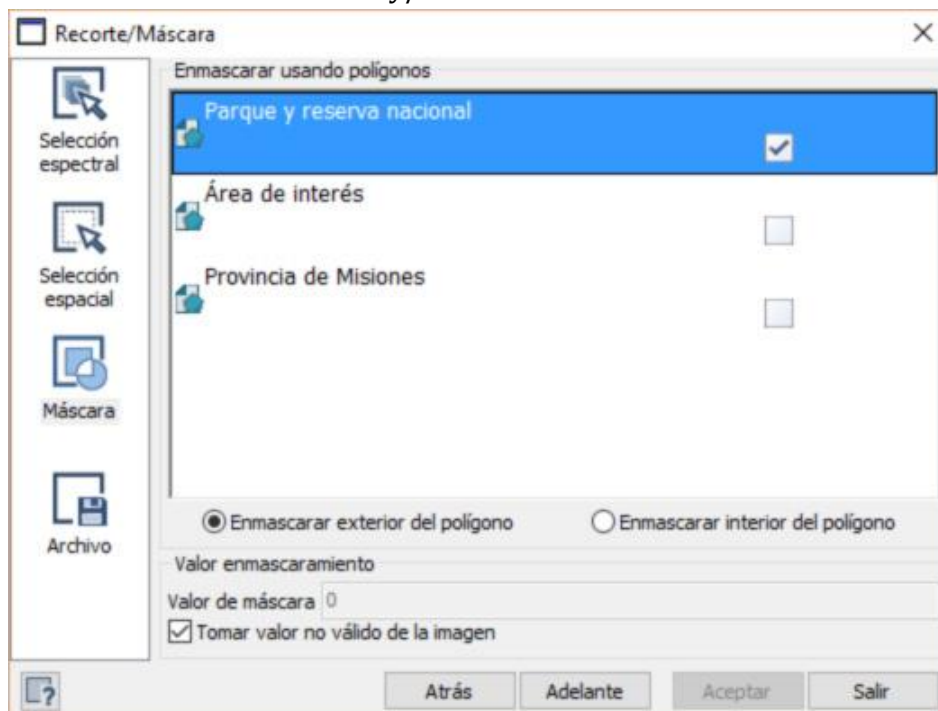 Recorte/Máscara
Selección
espectral
Selección
espacial
Máscara
Archivo
Enmascarar usando polígonos
Parque y reserva nacional
Área de interés
Provincia de Misiones
Enmascarar exterior del polígono
Enmascarar interior del polígono
Valor enmascaramiento
Valor de máscara 0
Tomar valor no válido de la imagen
Atrás
Adelante
Aceptar
Salir